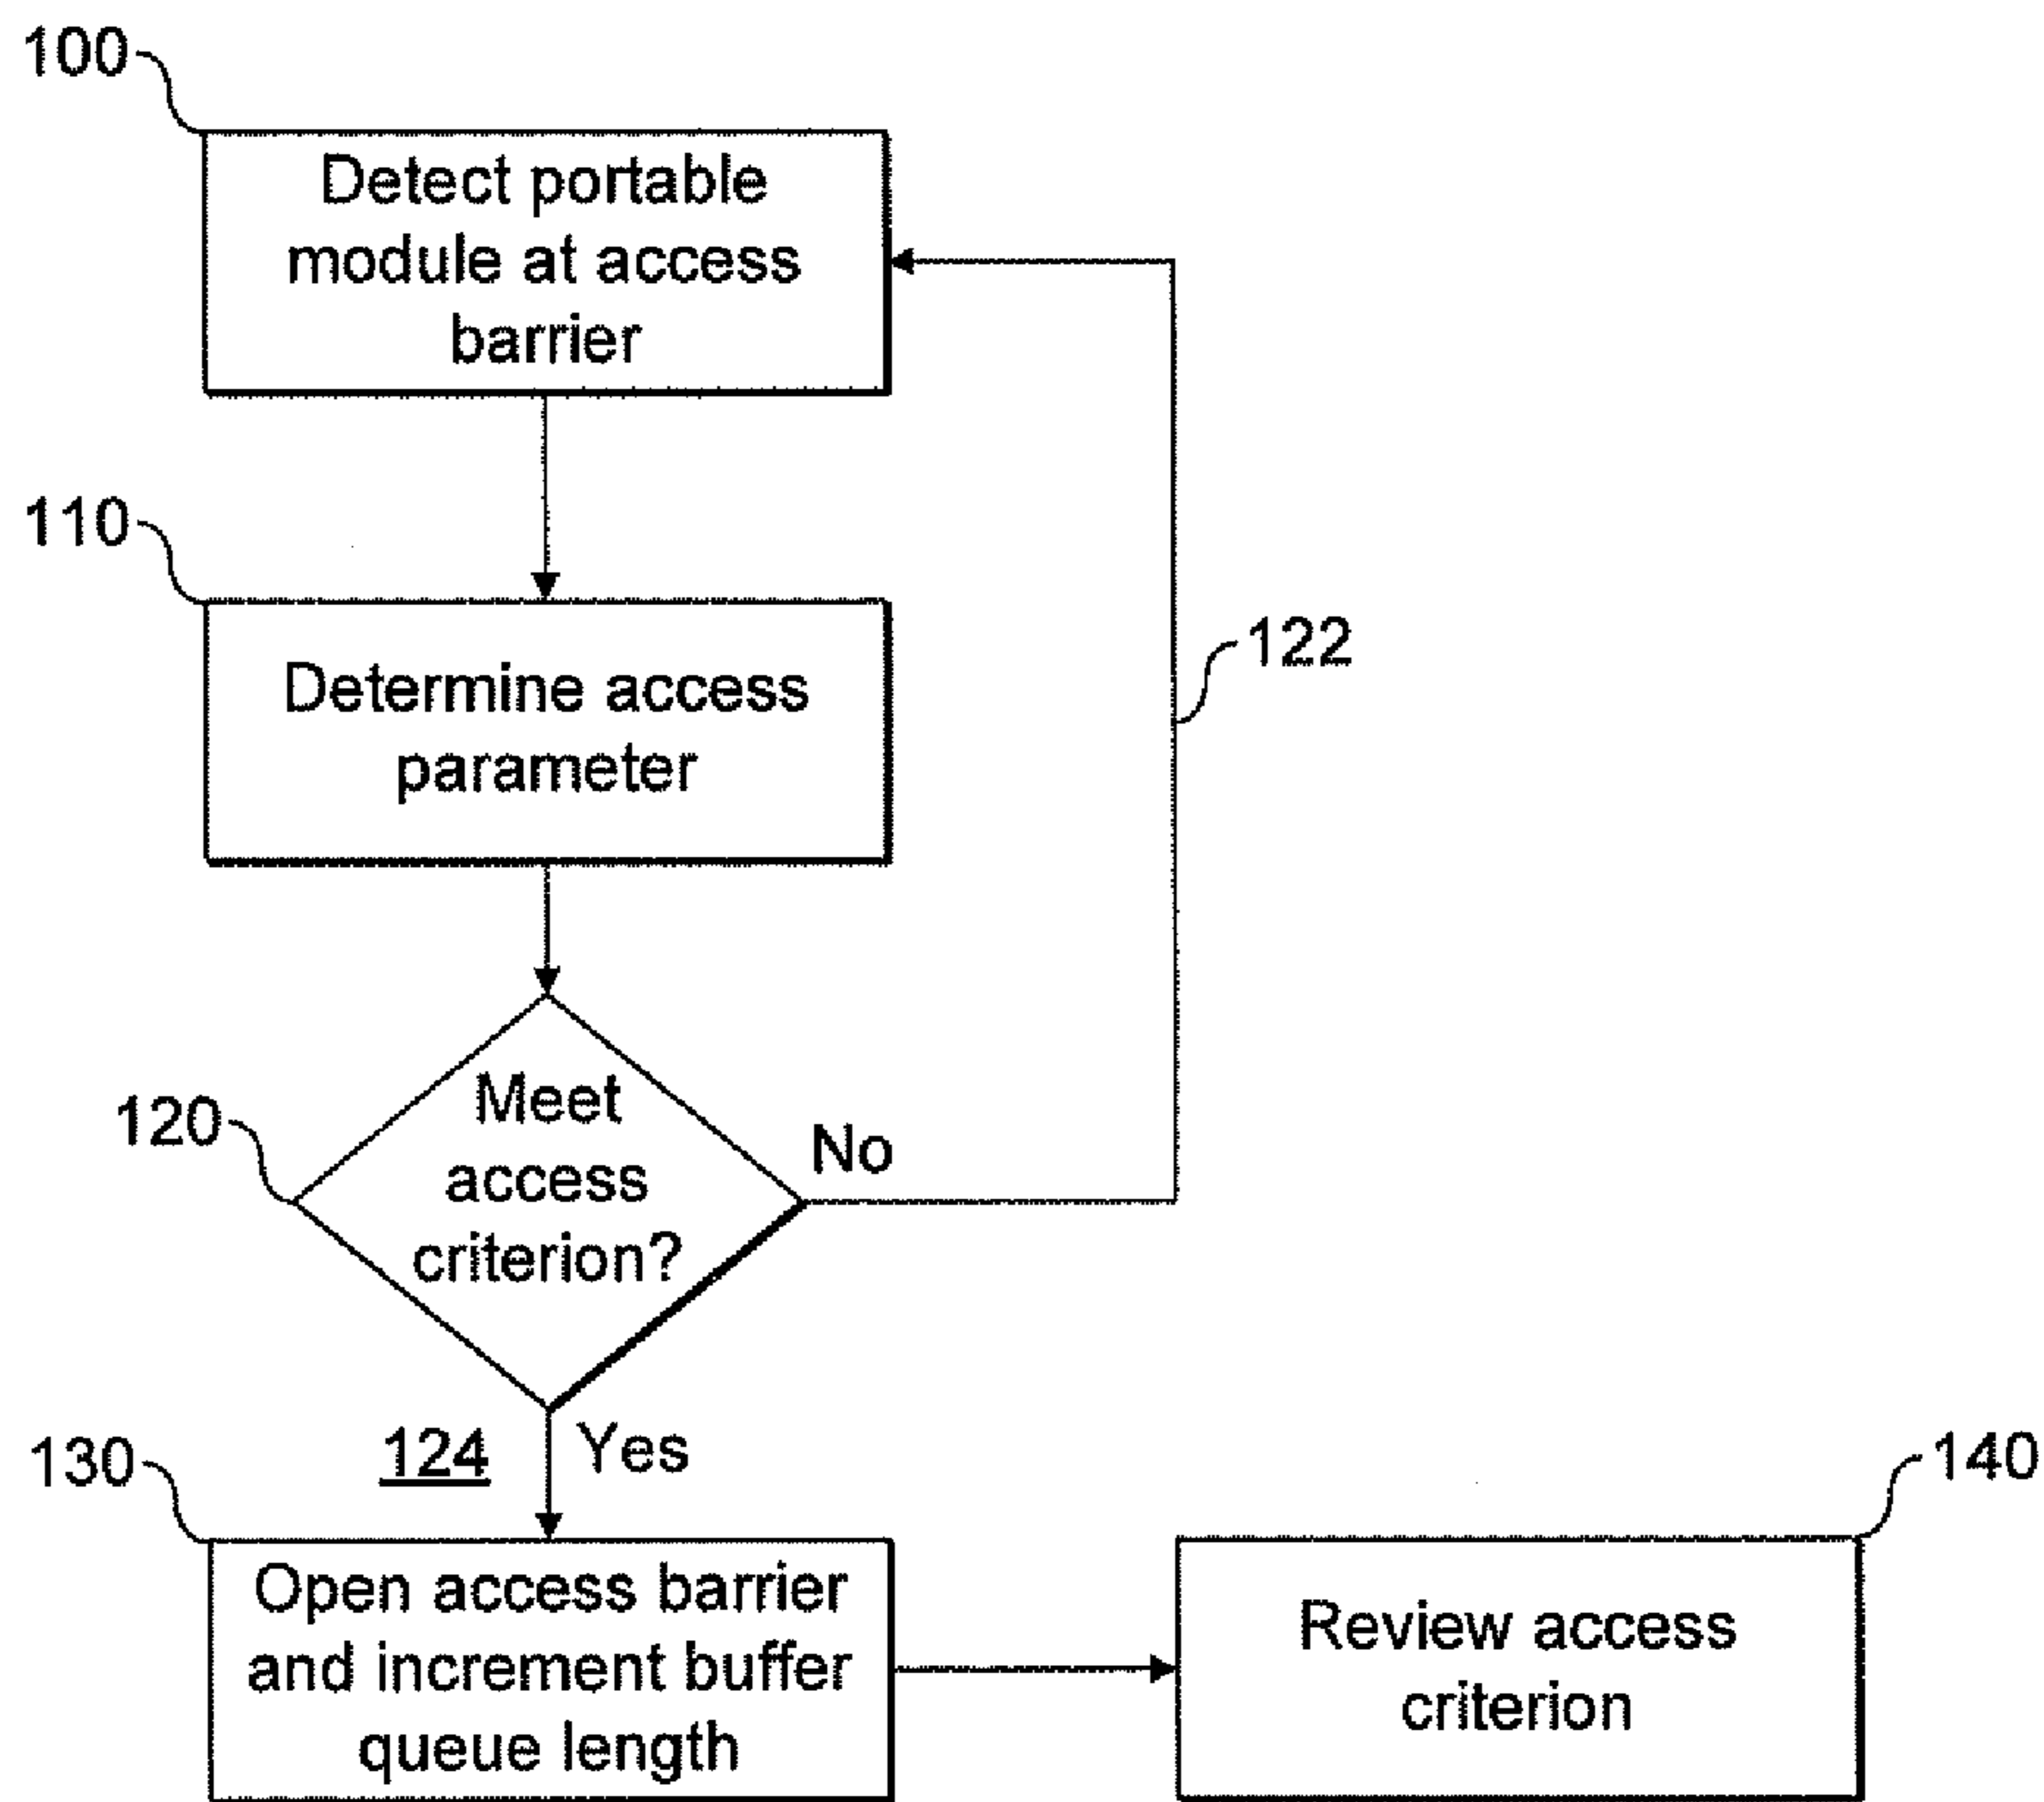 100
Detect portable
module at access
barrier
110
Determine access
parameter
122
120
Meet
access
criterion?
No
130
124
Yes
140
Open access barrier
and increment buffer
queue length
Review access
criterion